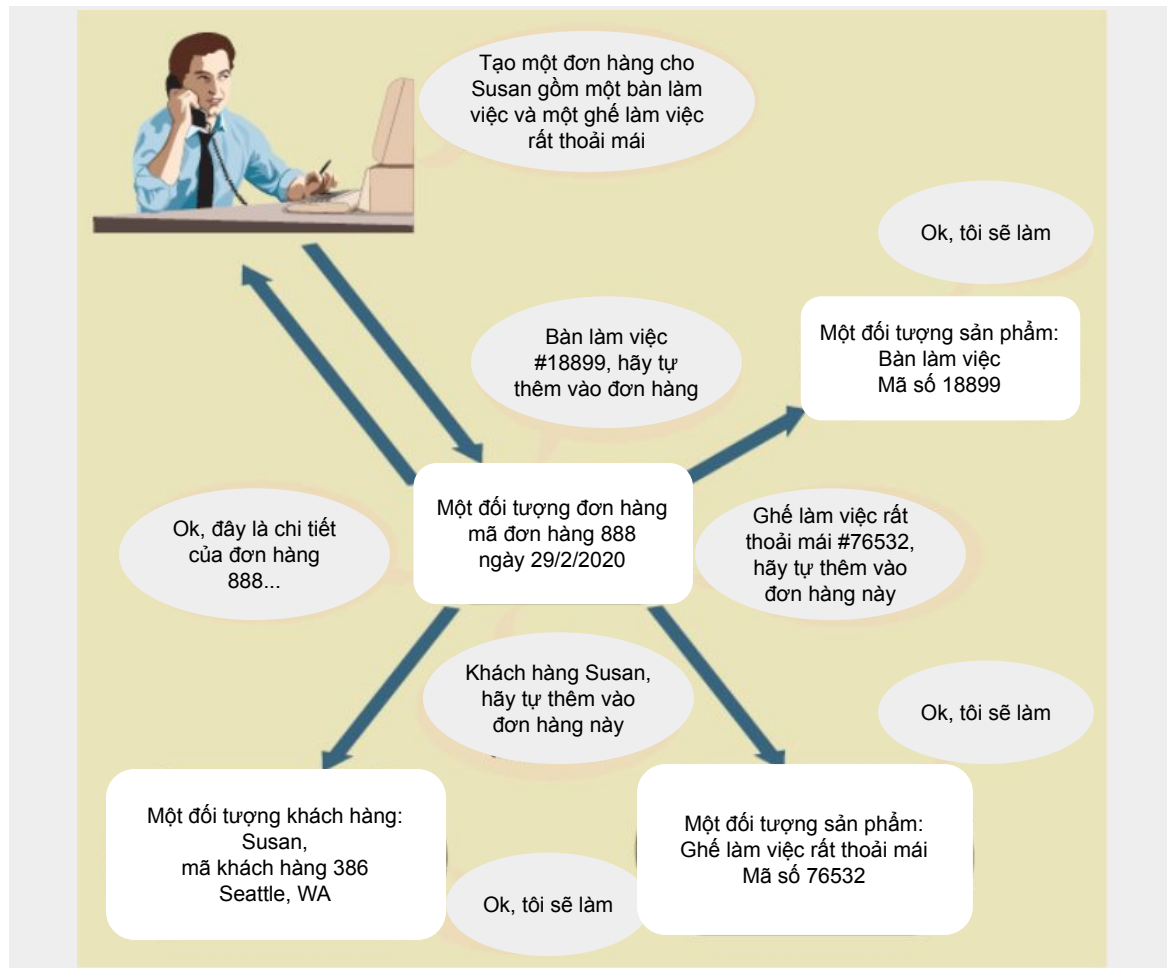 Tạo một đơn hàng cho
Susan gồm một bàn làm
việc và một ghế làm việc
rất thoải mái
Ok, tôi sẽ làm
Bàn làm việc
#18899, hãy tự
thêm vào đơn hàng
Một đối tượng sản phẩm:
Bàn làm việc
Mã số 18899
Ok, đây là chi tiết
của đơn hàng
888...
Một đối tượng đơn hàng
mã đơn hàng 888
ngày 29/2/2020
Ghế làm việc rất
thoải mái #76532,
hãy tự thêm vào
đơn hàng này
Khách hàng Susan,
hãy tự thêm vào
đơn hàng này
Ok, tôi sẽ làm
Một đối tượng khách hàng:
Susan,
mã khách hàng 386
Seattle, WA
Ok, tôi sẽ làm
Một đối tượng sản phẩm:
Ghế làm việc rất thoải mái
Mã số 76532